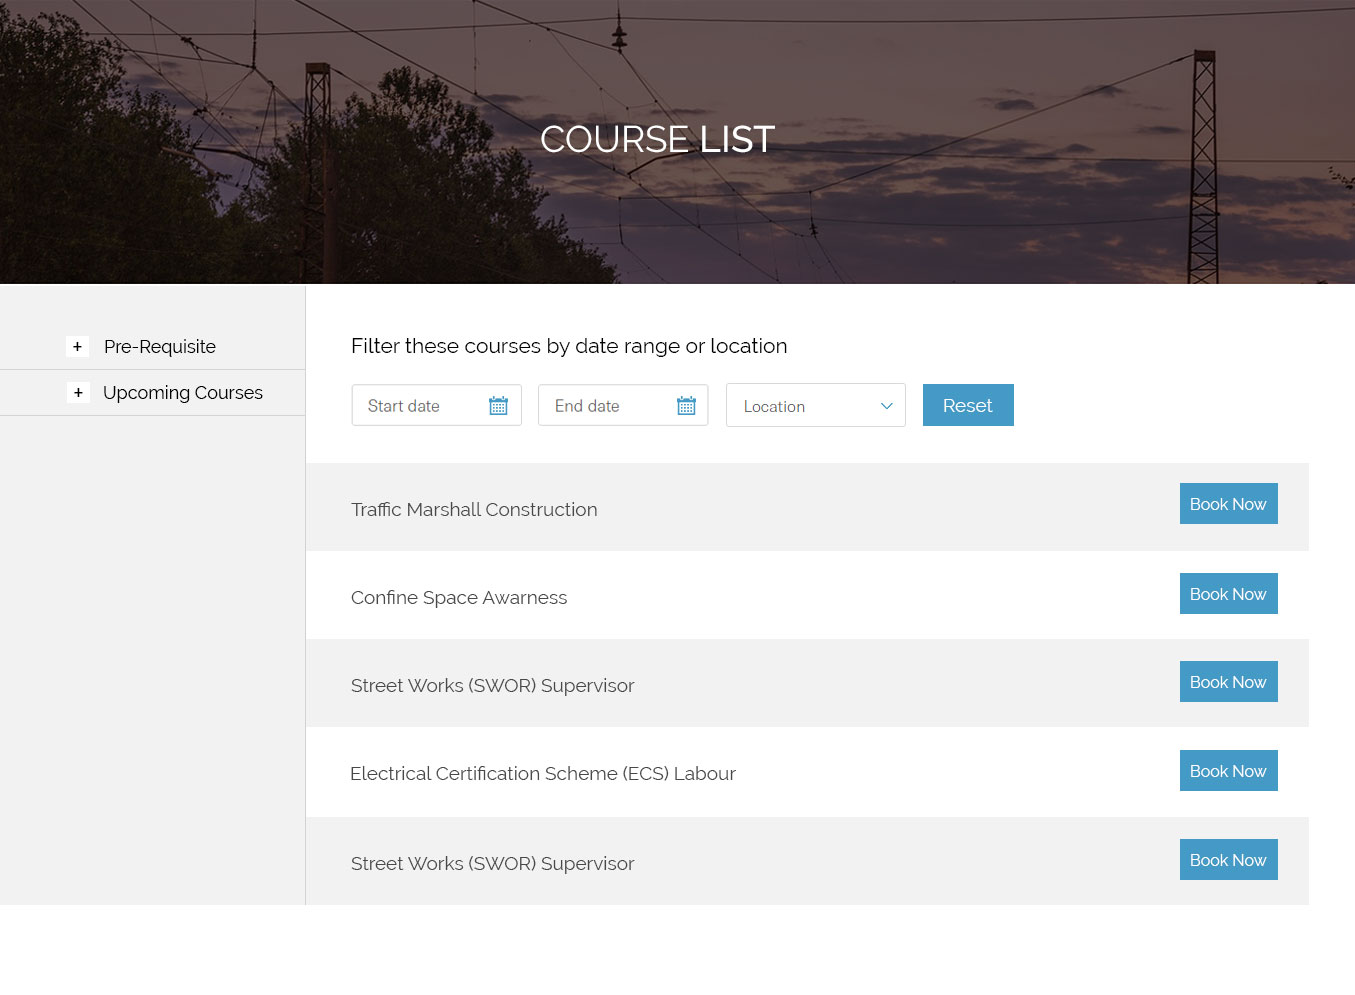 COURSE LIST
+ Pre-Requisite
+ Upcoming Courses
Filter these courses by date range or location
Start date
End date
Location
Reset
Traffic Marshall Construction
Book Now
Confine Space Awarness
Book Now
Street Works (SWOR) Supervisor
Book Now
Electrical Certification Scheme (ECS) Labour
Book Now
Street Works (SWOR) Supervisor
Book Now